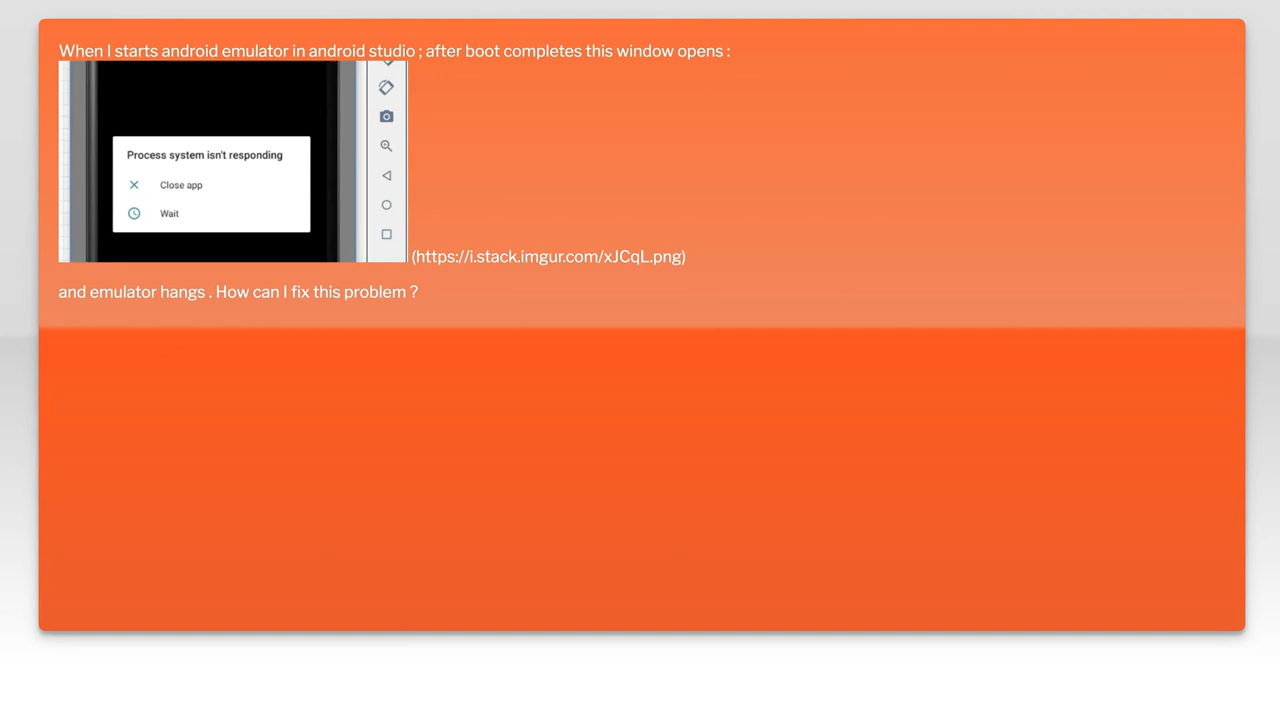 When I starts android emulator in android studio ; after boot completes this window opens :
Process system isn't responding
Close app
Wait
(https://i.stack.imgur.com/xJCqL.png)
and emulator hangs . How can I fix this problem ?